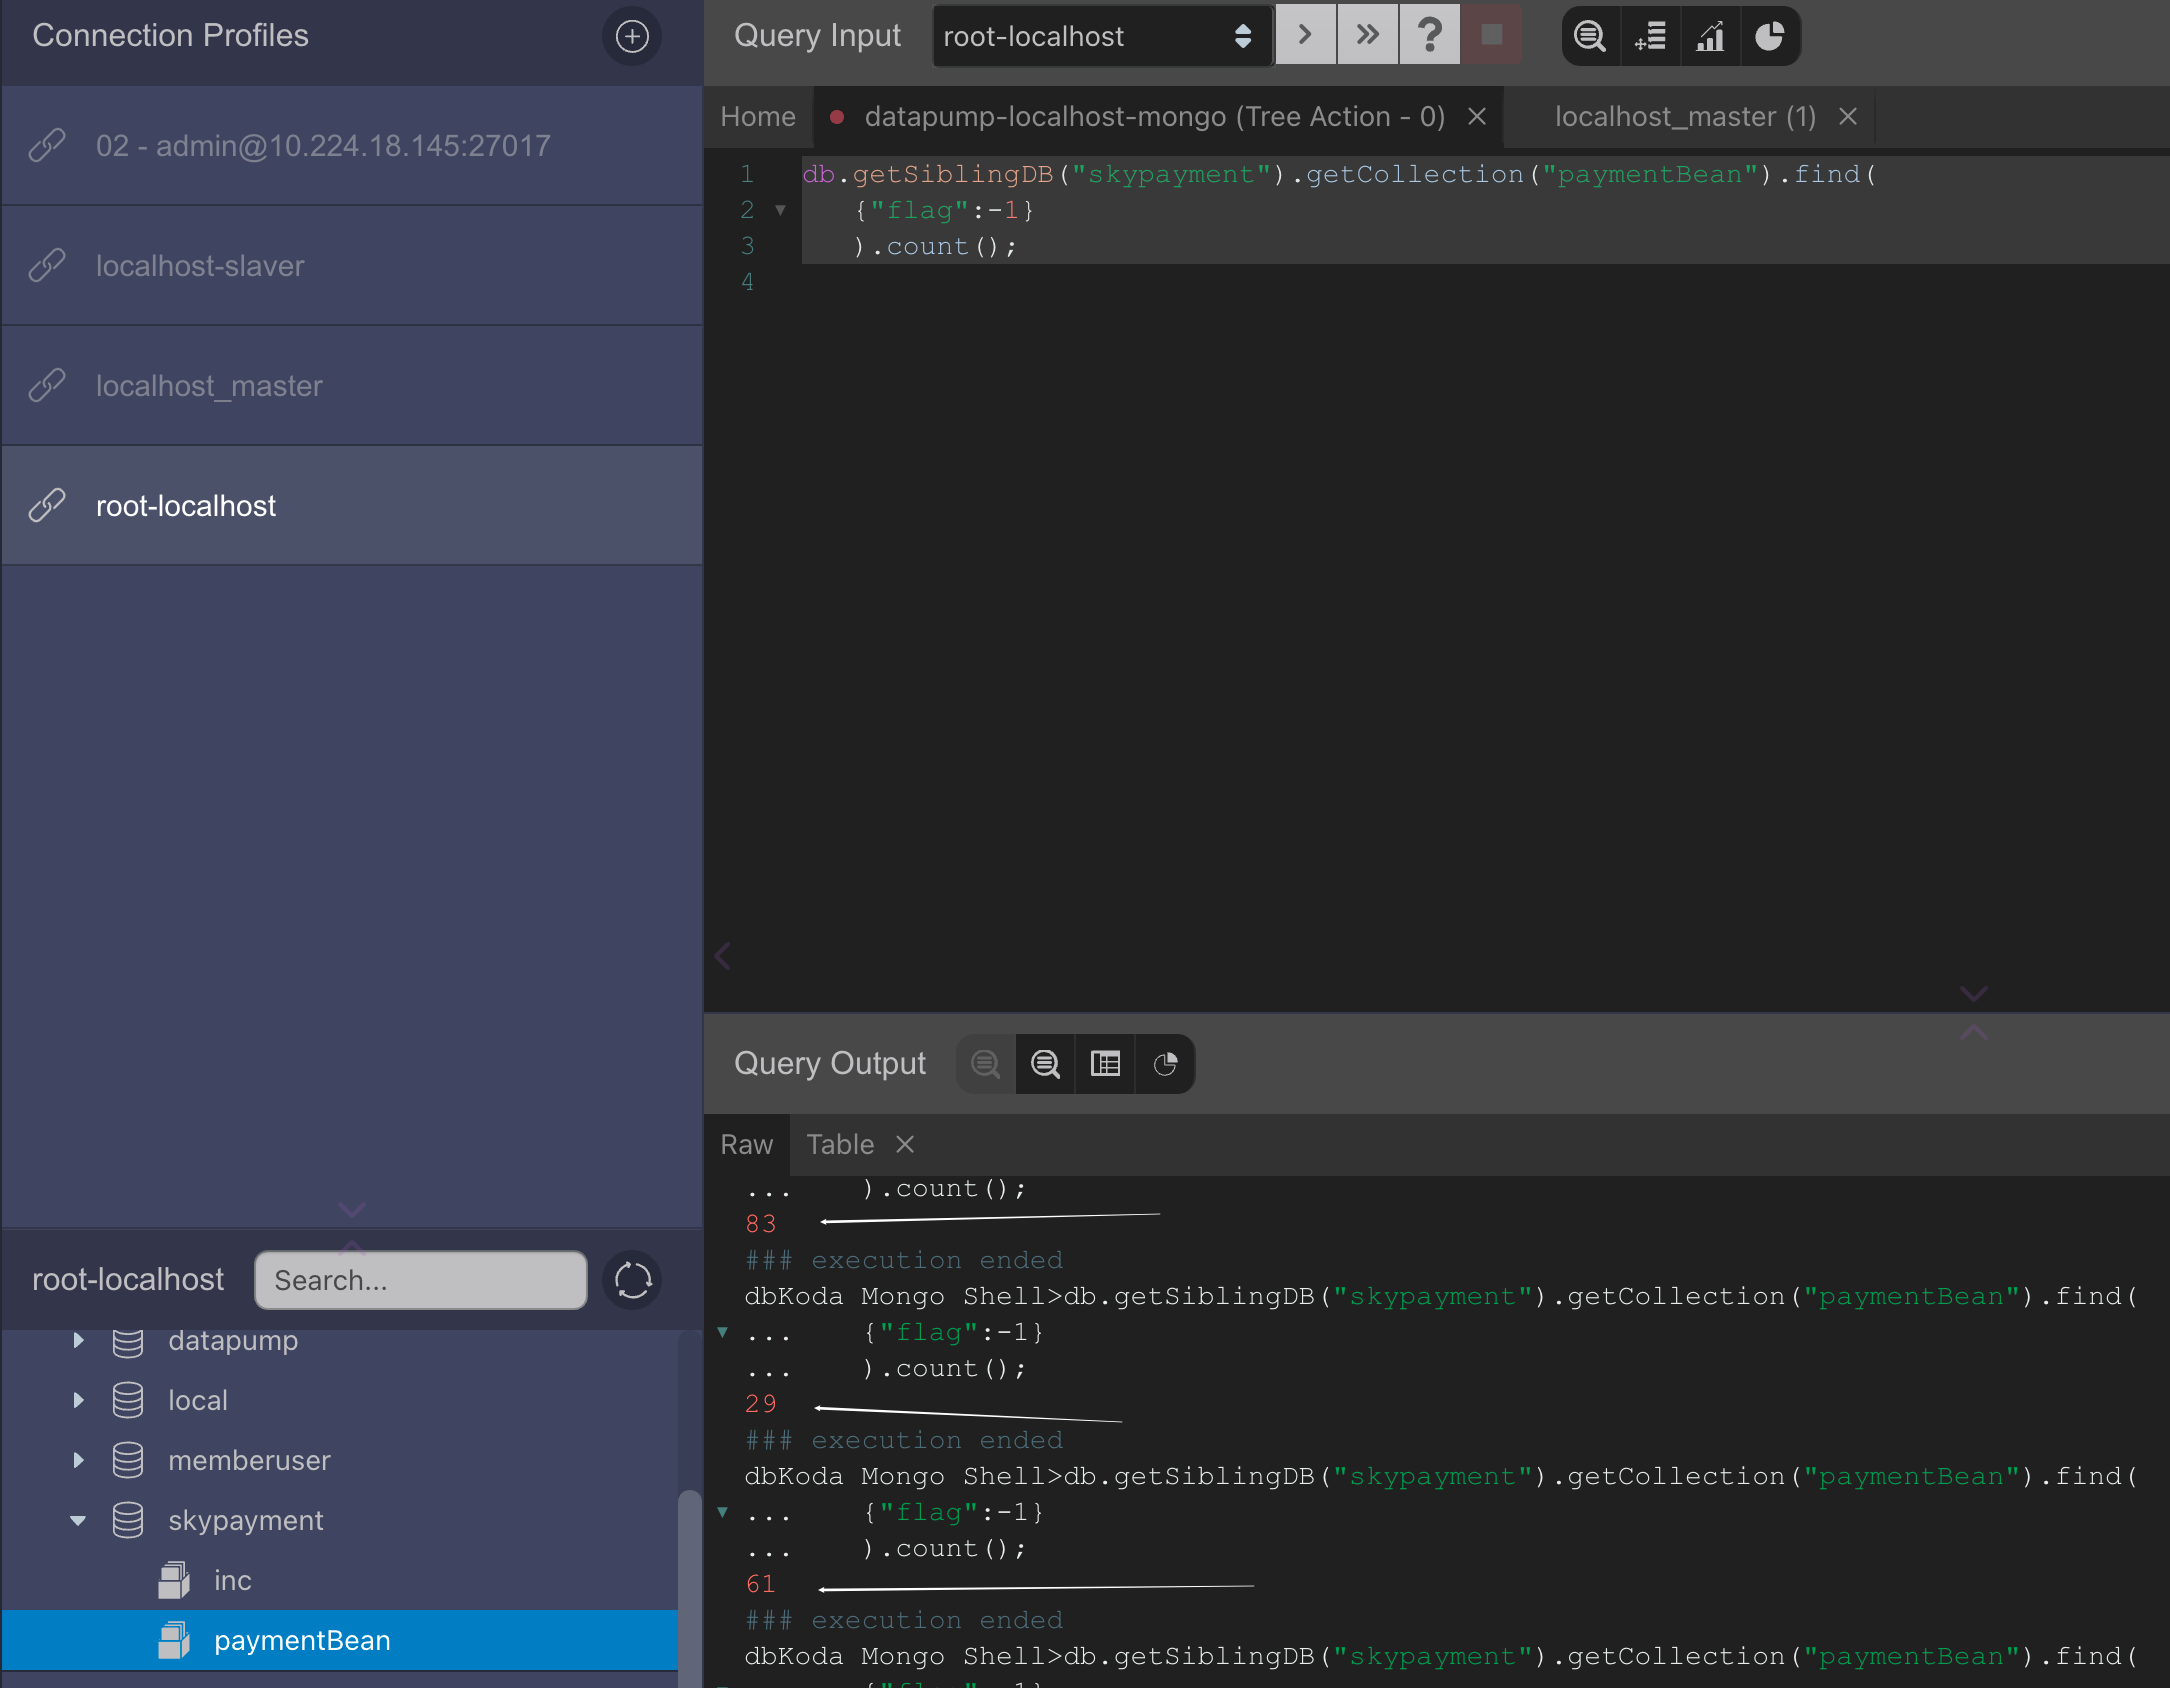 Connection Profiles
02 - admin@10.224.18.145:27017
localhost-slaver
localhost_master
root-localhost
root-localhost
Search...
datapump
local
memberuser
skypayment
inc
paymentBean
Query Input
root-localhost
?
Home
datapump-localhost-mongo (Tree Action - 0)
localhost_master (1)
1 db.getSiblingDB("skypayment").getCollection("paymentBean").find(
2 {"flag":-1}
3 ).count();
4
Query Output
Raw
Table
... ).count();
83
### execution ended
dbKoda Mongo Shell>db.getSiblingDB("skypayment").getCollection("paymentBean").find(
... {"flag":-1}
... ).count();
29
### execution ended
dbKoda Mongo Shell>db.getSiblingDB("skypayment").getCollection("paymentBean").find(
... {"flag":-1}
... ).count();
61
### execution ended
dbKoda Mongo Shell>db.getSiblingDB("skypayment").getCollection("paymentBean").find(